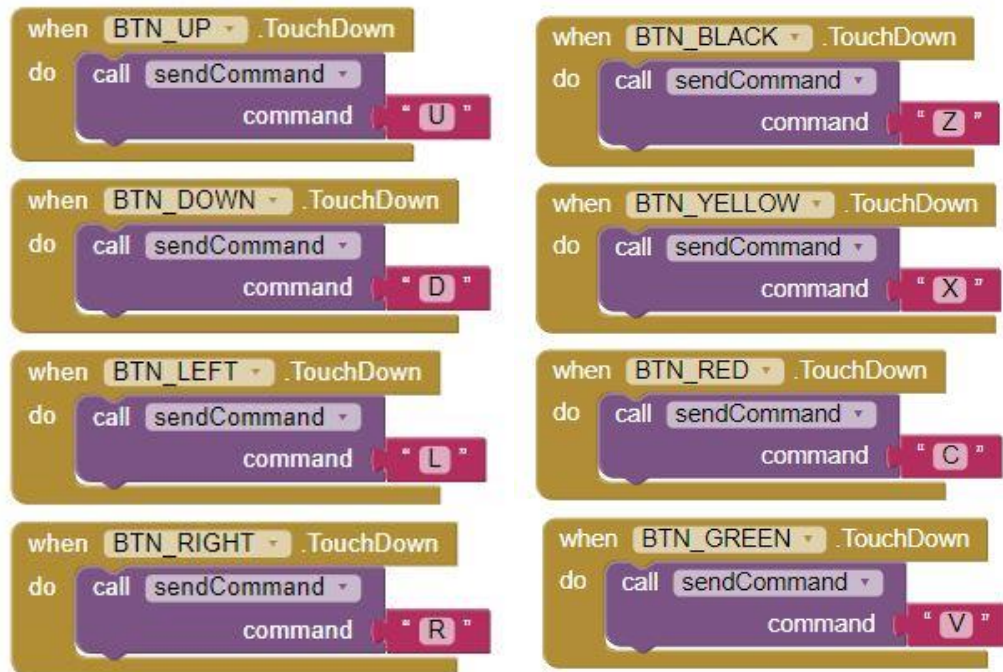 when BTN_UP .TouchDown
do call sendCommand
command " U "
when BTN_DOWN .TouchDown
do call sendCommand
command " D "
when BTN_LEFT .TouchDown
do call sendCommand
command " L "
when BTN_RIGHT .TouchDown
do call sendCommand
command " R "
when BTN_BLACK .TouchDown
do call sendCommand
command " Z "
when BTN_YELLOW .TouchDown
do call sendCommand
command " X "
when BTN_RED .TouchDown
do call sendCommand
command " C "
when BTN_GREEN .TouchDown
do call sendCommand
command " V "